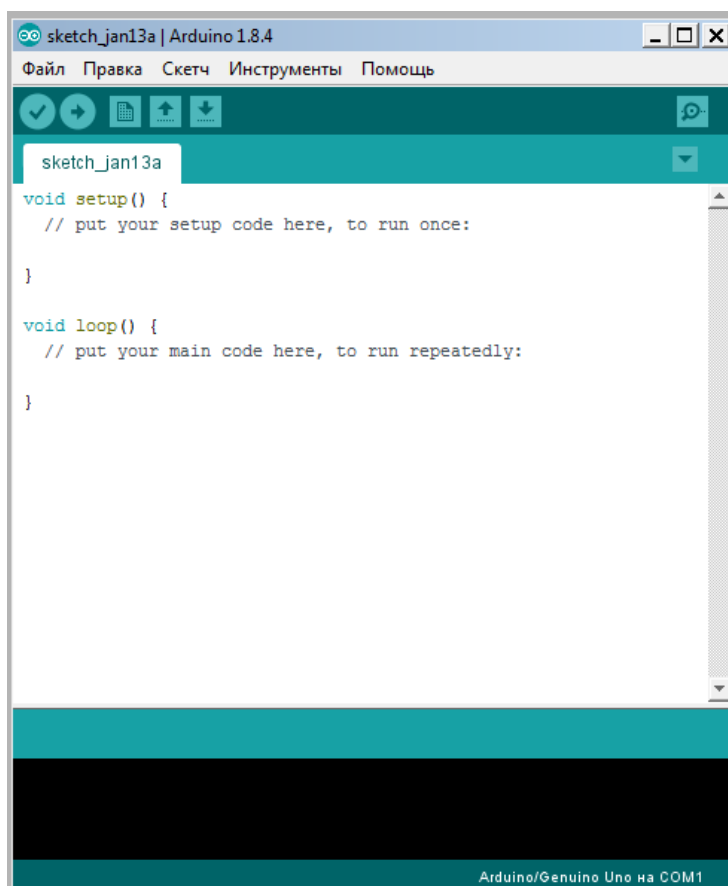 sketch_jan13a | Arduino 1.8.4
Файл Правка Скетч Инструменты Помощь
sketch_jan13a
void setup() {
  // put your setup code here, to run once:
}
void loop() {
  // put your main code here, to run repeatedly:
}
Arduino/Genuino Uno на COM1